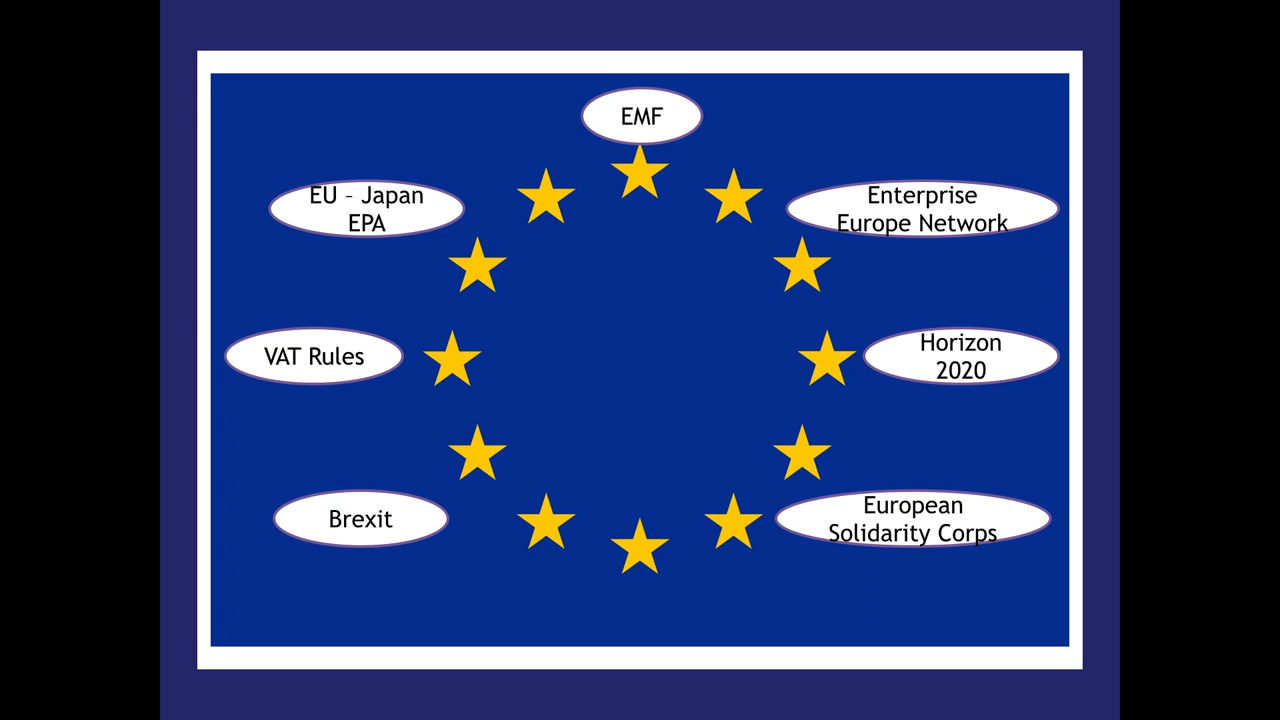 EMF
EU – Japan
EPA
Enterprise
Europe Network
VAT Rules
Horizon
2020
Brexit
European
Solidarity Corps